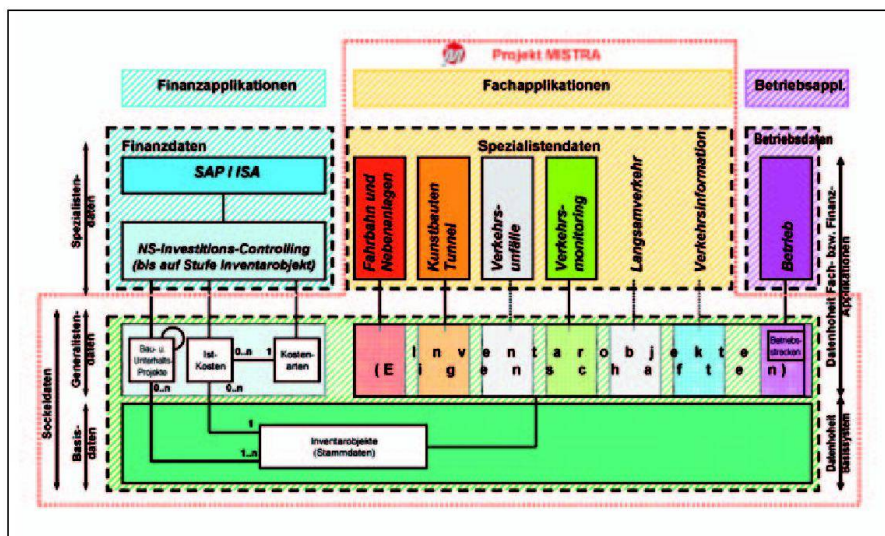 Projekt MISTRA
Finanzapplikationen
Fachapplikationen
Betriebsappl.
Finanzdaten
SAP / ISA
NS-Investitions-Controlling
(bis auf Stufe Inventarobjekt)
Spezialistendaten
Fahrbahn und
Nebenanlagen
Kunstbauten
Tunnel
Verkehrs-
unfälle
Verkehrs-
monitoring
Langsamverkehr
Verkehrsinformation
Betriebsdaten
Betrieb
Spezialisten-
daten
Sockeldaten
Generalisten-
daten
Basis-
daten
Bau- u.
Unterhalts-
Projekte
0..n
Ist-
Kosten
0..n
1
Kosten-
arten
0..n
Inventarobjekte
(Eigenschaften)
Betriebs-
strecken
1
1..n
Inventarobjekte
(Stammdaten)
Datenhoheit Fach- bzw. Finanz-
Applikationen
Datenhoheit
Basissystem